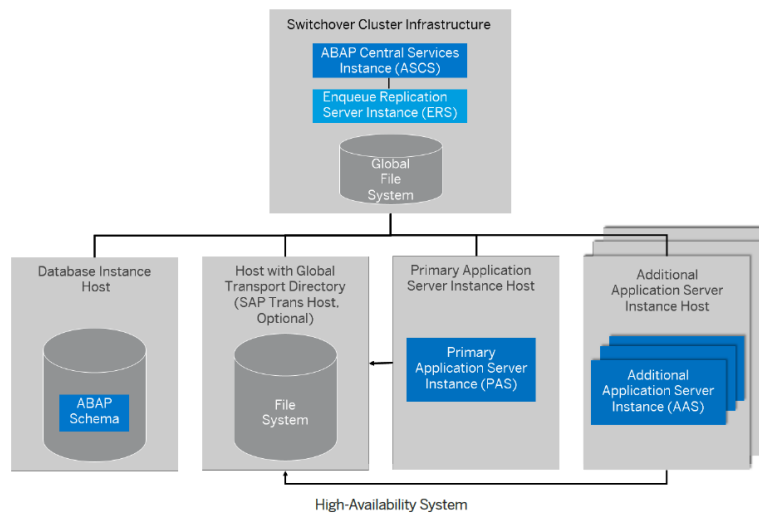 Switchover Cluster Infrastructure
ABAP Central Services
Instance (ASCS)
Enqueue Replication
Server Instance (ERS)
Global
File
System
Database Instance
Host
ABAP
Schema
Host with Global
Transport Directory
(SAP Trans Host,
Optional)
File
System
Primary Application
Server Instance Host
Primary
Application Server
Instance (PAS)
Additional
Application Server
Instance Host
Additional
Application Server
Instance (AAS)
High-Availability System